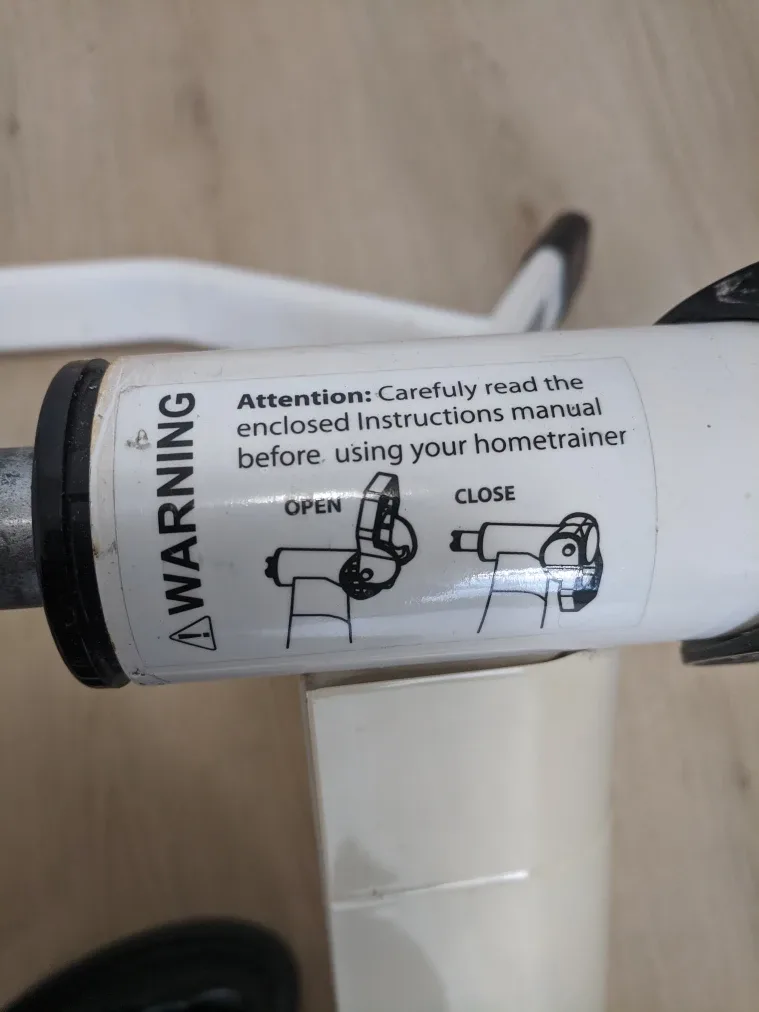 WARNING
Attention: Carefuly read the
enclosed Instructions manual
before using your hometrainer
OPEN
CLOSE